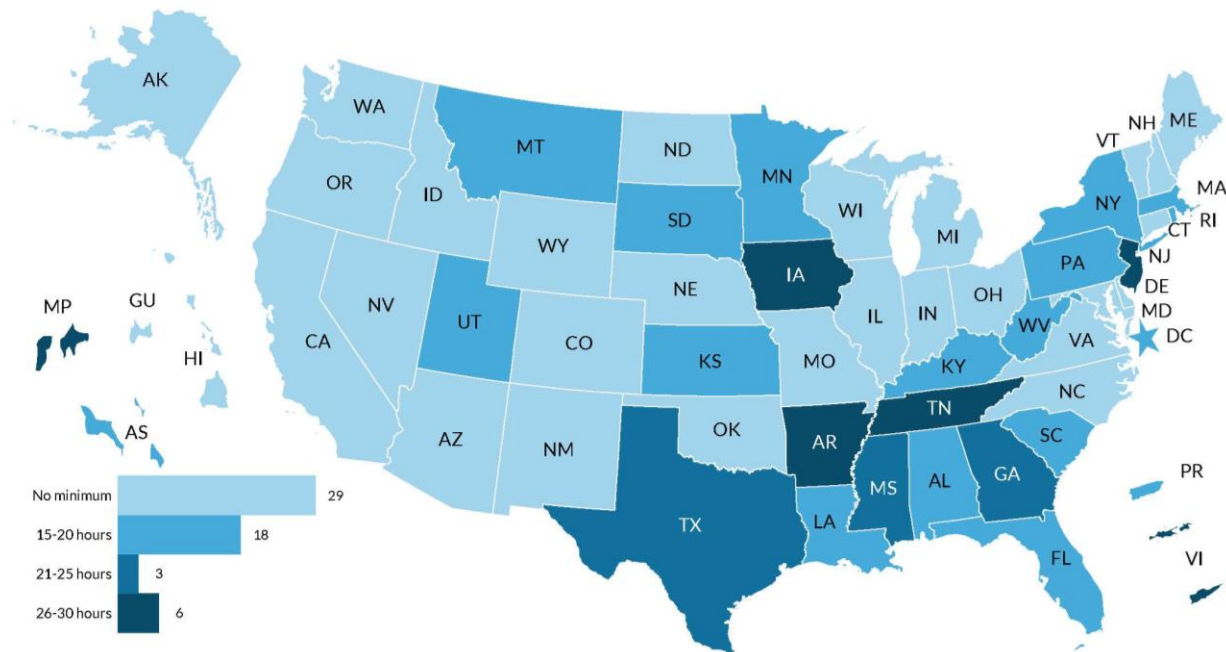 AK
WA
MT
ND
MN
VT
NH
ME
OR
ID
SD
WI
NY
MA
WY
MI
CT
RI
PA
NJ
MP
GU
NV
NE
IA
OH
DE
UT
IL
IN
MD
CA
CO
WV
VA
DC
HI
KS
MO
KY
NC
TN
AS
AZ
NM
OK
AR
SC
No minimum
29
MS
AL
GA
PR
15-20 hours
18
TX
LA
FL
VI
21-25 hours
3
26-30 hours
6